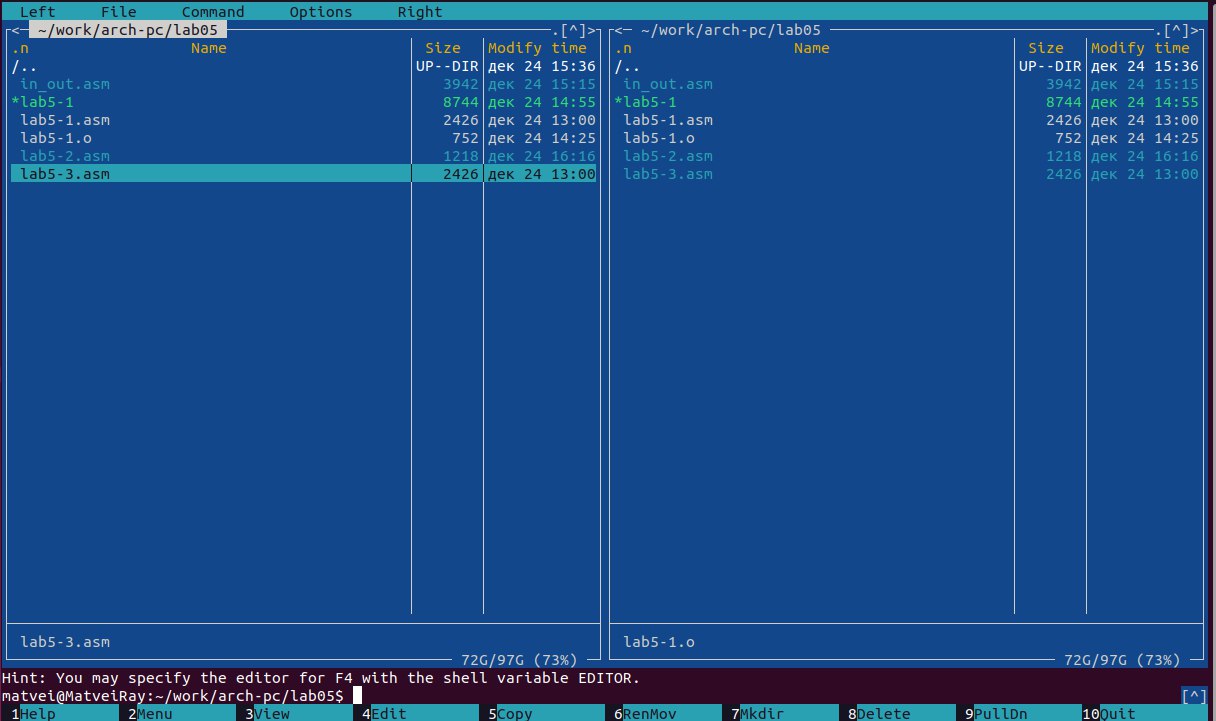 Left File Command Options Right
<─ ~/work/arch-pc/lab05 .[^]>
.n Name Size Modify time
/.. UP--DIR дек 24 15:36
in_out.asm 3942 дек 24 15:15
*lab5-1 8744 дек 24 14:55
lab5-1.asm 2426 дек 24 13:00
lab5-1.o 752 дек 24 14:25
lab5-2.asm 1218 дек 24 16:16
lab5-3.asm 2426 дек 24 13:00
lab5-3.asm
72G/97G (73%)
<─ ~/work/arch-pc/lab05 .[^]>
.n Name Size Modify time
/.. UP--DIR дек 24 15:36
in_out.asm 3942 дек 24 15:15
*lab5-1 8744 дек 24 14:55
lab5-1.asm 2426 дек 24 13:00
lab5-1.o 752 дек 24 14:25
lab5-2.asm 1218 дек 24 16:16
lab5-3.asm 2426 дек 24 13:00
lab5-1.o
72G/97G (73%)
Hint: You may specify the editor for F4 with the shell variable EDITOR.
matvei@MatveiRay:~/work/arch-pc/lab05$ [^]
1Help 2Menu 3View 4Edit 5Copy 6RenMov 7Mkdir 8Delete 9PullDn 10Quit